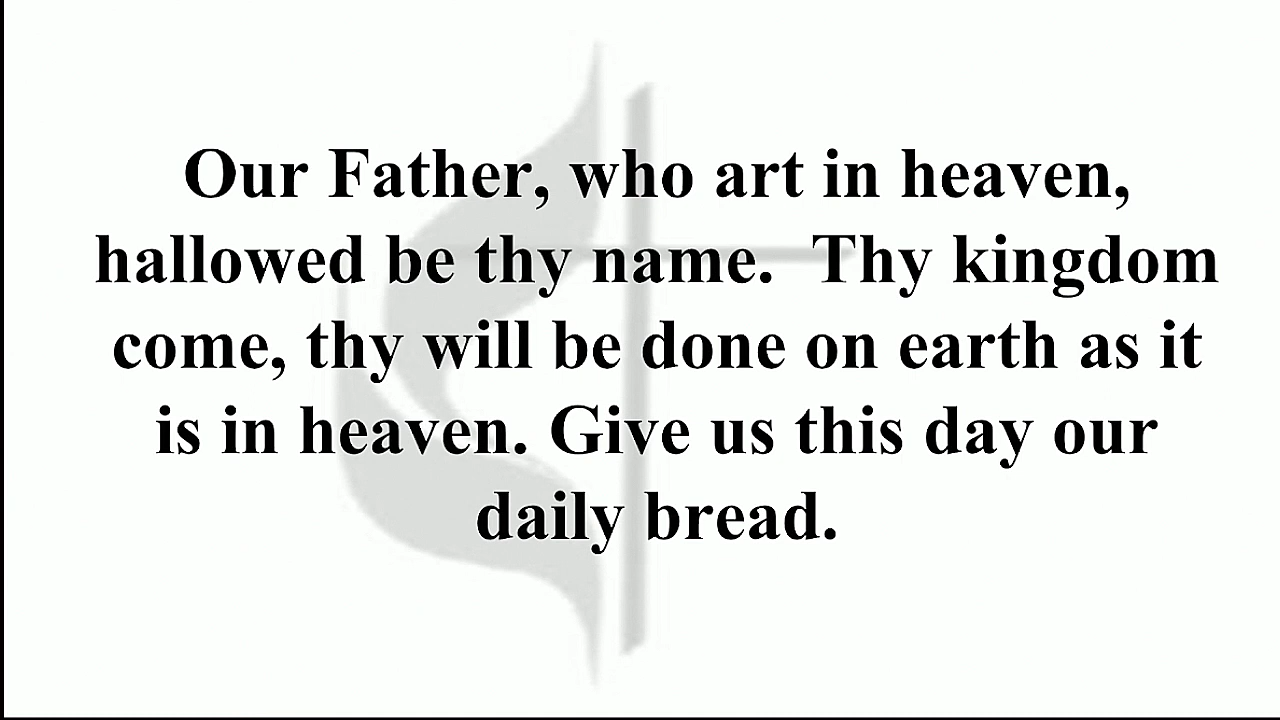 Our Father, who art in heaven,
hallowed be thy name.  Thy kingdom
come, thy will be done on earth as it
is in heaven. Give us this day our
daily bread.